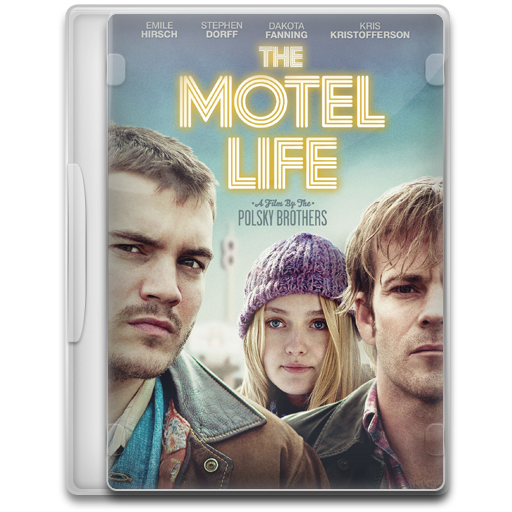 EMILE HIRSCH
STEPHEN DORFF
DAKOTA FANNING
KRIS KRISTOFFERSON
THE
MOTEL
LIFE
• A Film By The •
POLSKY BROTHERS